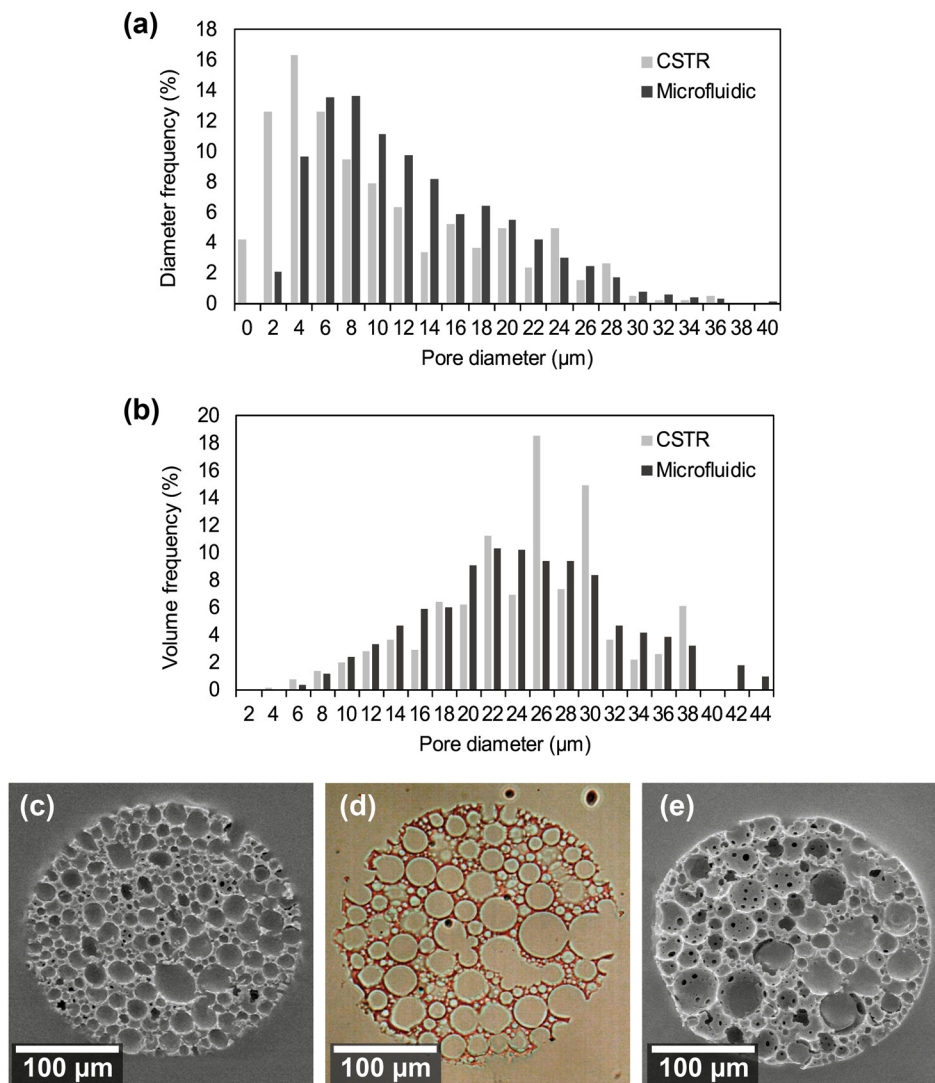 (a)
18
16
14
12
10
8
6
4
2
0
Diameter frequency (%)
CSTR
Microfluidic
0 2 4 6 8 10 12 14 16 18 20 22 24 26 28 30 32 34 36 38 40
Pore diameter (µm)
(b)
20
18
16
14
12
10
8
6
4
2
0
Volume frequency (%)
CSTR
Microfluidic
2 4 6 8 10 12 14 16 18 20 22 24 26 28 30 32 34 36 38 40 42 44
Pore diameter (µm)
(c) (d) (e)
100 µm 100 µm 100 µm